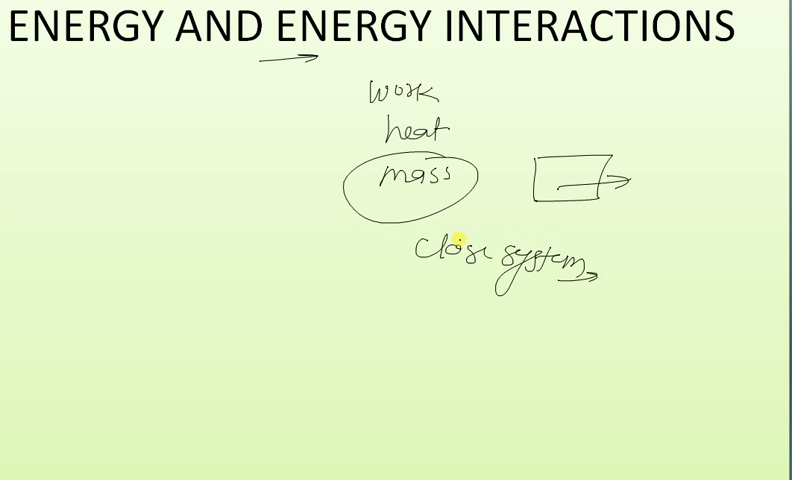 ENERGY AND ENERGY INTERACTIONS
work
heat
mass
close system